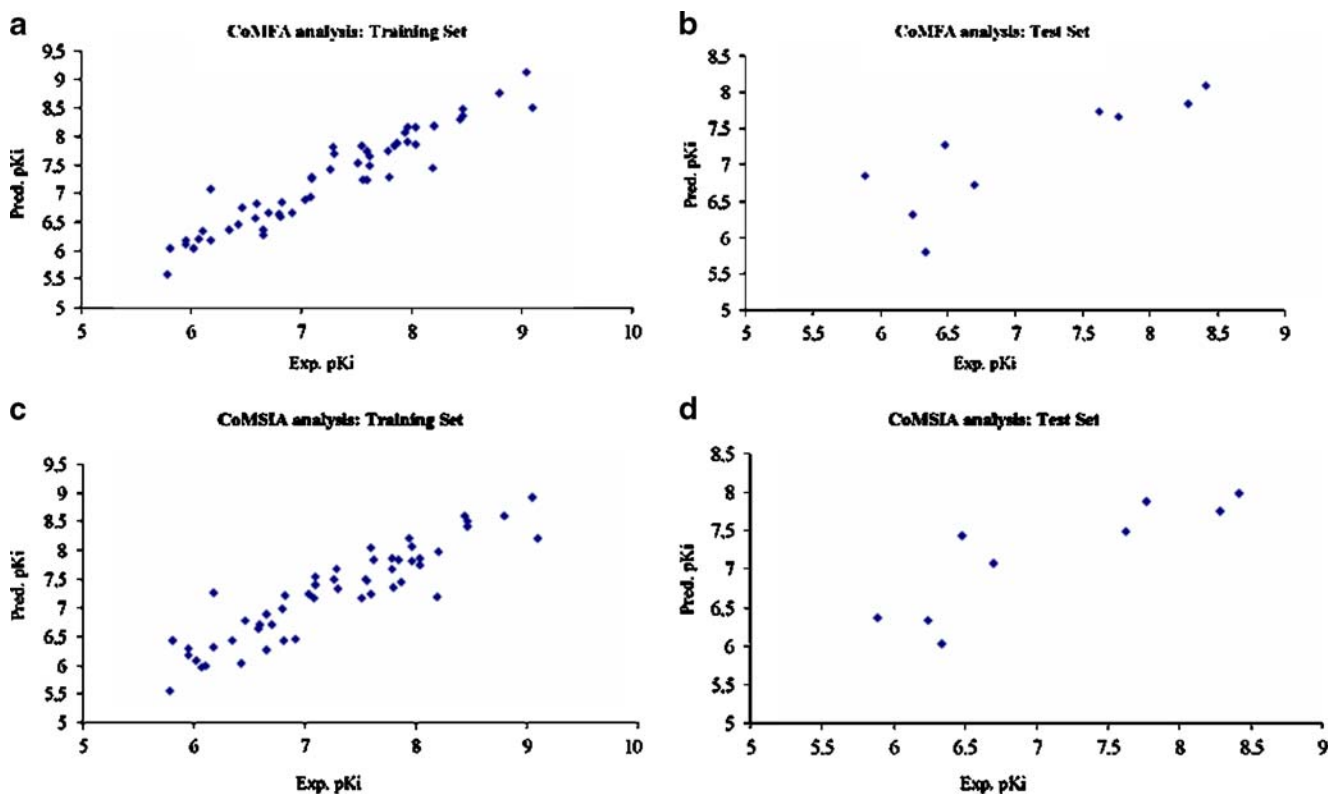 a
CoMFA analysis: Training Set
Pred. pKi
9.5
9
8.5
8
7.5
7
6.5
6
5.5
5
5 6 7 8 9 10
Exp. pKi
b
CoMFA analysis: Test Set
Pred. pKi
8.5
8
7.5
7
6.5
6
5.5
5
5 5.5 6 6.5 7 7.5 8 8.5 9
Exp. pKi
c
CoMSIA analysis: Training Set
Pred. pKi
9.5
9
8.5
8
7.5
7
6.5
6
5.5
5
5 6 7 8 9 10
Exp. pKi
d
CoMSIA analysis: Test Set
Pred. pKi
8.5
8
7.5
7
6.5
6
5.5
5
5 5.5 6 6.5 7 7.5 8 8.5 9
Exp. pKi